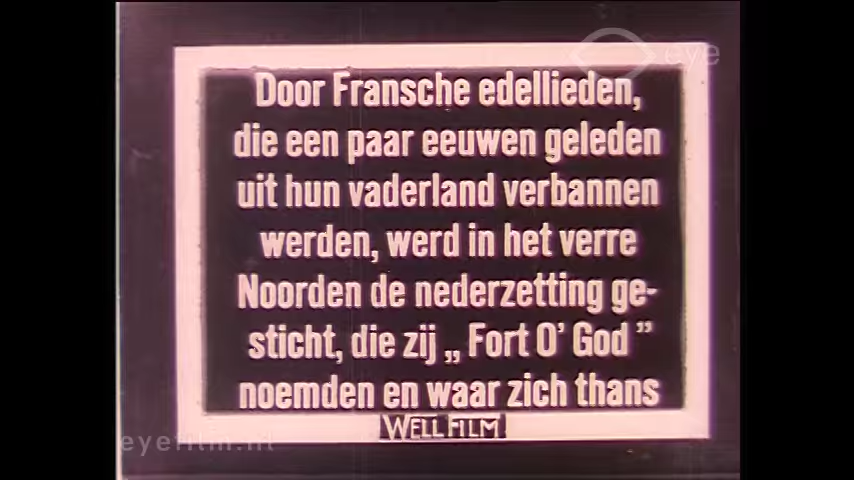 eye
Door Fransche edellieden,
die een paar eeuwen geleden
uit hun vaderland verbannen
werden, werd in het verre
Noorden de nederzetting ge-
sticht, die zij „ Fort O' God ”
noemden en waar zich thans
WELL FILM
eyefilm.nl